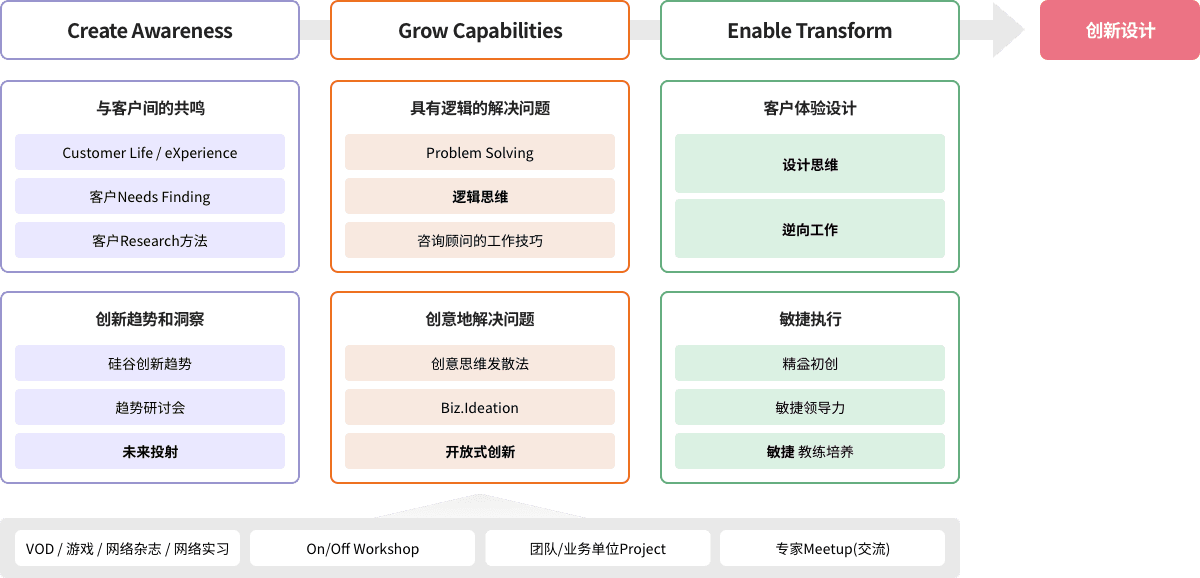 Create Awareness
Grow Capabilities
Enable Transform
创新设计
与客户间的共鸣
Customer Life / eXperience
客户Needs Finding
客户Research方法
具有逻辑的解决问题
Problem Solving
逻辑思维
咨询顾问的工作技巧
客户体验设计
设计思维
逆向工作
创新趋势和洞察
硅谷创新趋势
趋势研讨会
未来投射
创意地解决问题
创意思维发散法
Biz.Ideation
开放式创新
敏捷执行
精益初创
敏捷领导力
敏捷 教练培养
VOD / 游戏 / 网络杂志 / 网络实习
On/Off Workshop
团队/业务单位Project
专家Meetup(交流)